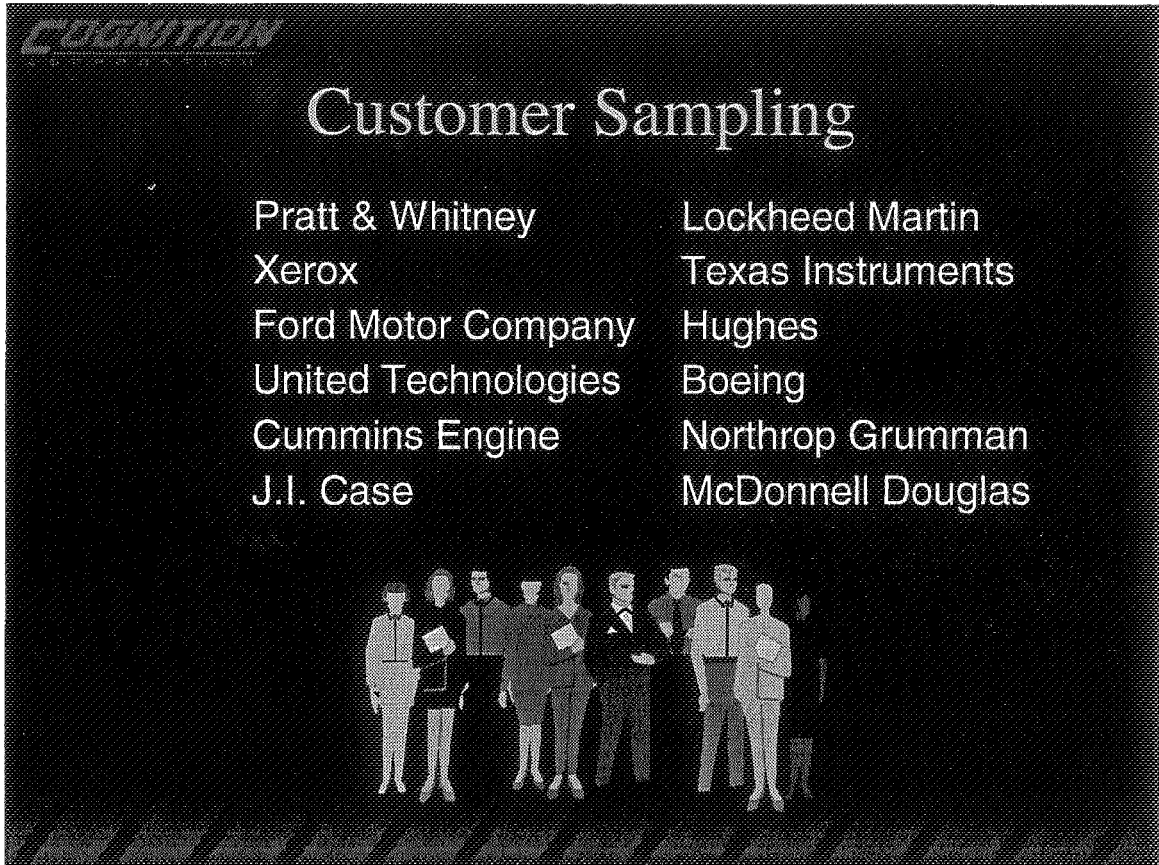 COGNITION
CORPORATION
Customer Sampling
Pratt & Whitney
Xerox
Ford Motor Company
United Technologies
Cummins Engine
J.I. Case
Lockheed Martin
Texas Instruments
Hughes
Boeing
Northrop Grumman
McDonnell Douglas